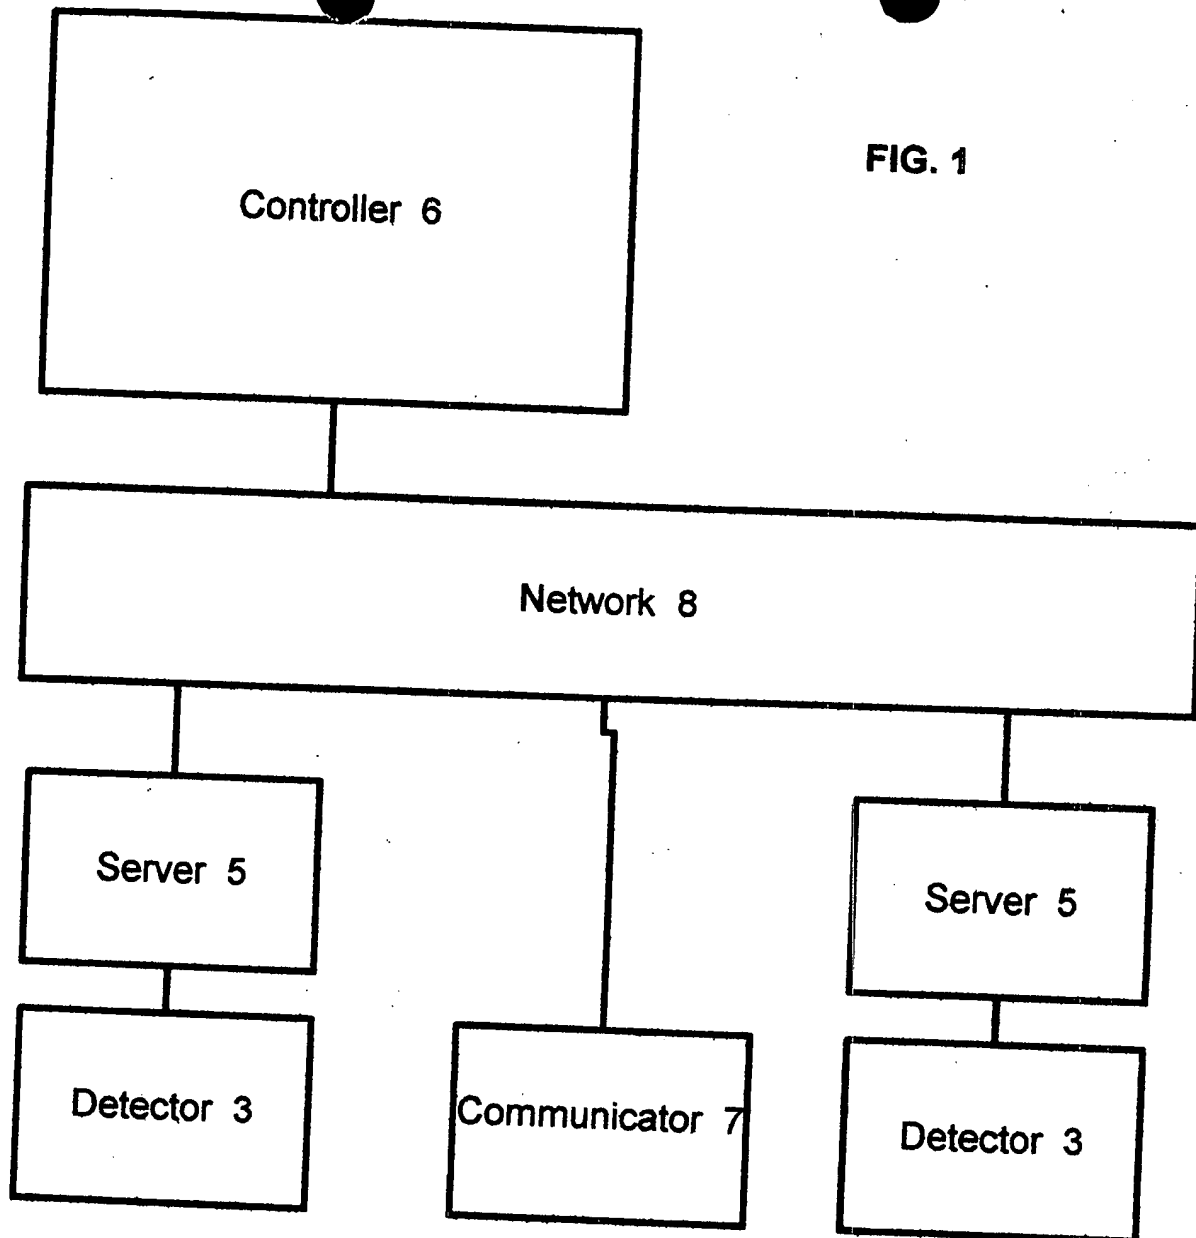 FIG. 1
Controller 6
Network 8
Server 5
Server 5
Detector 3
Communicator 7
Detector 3